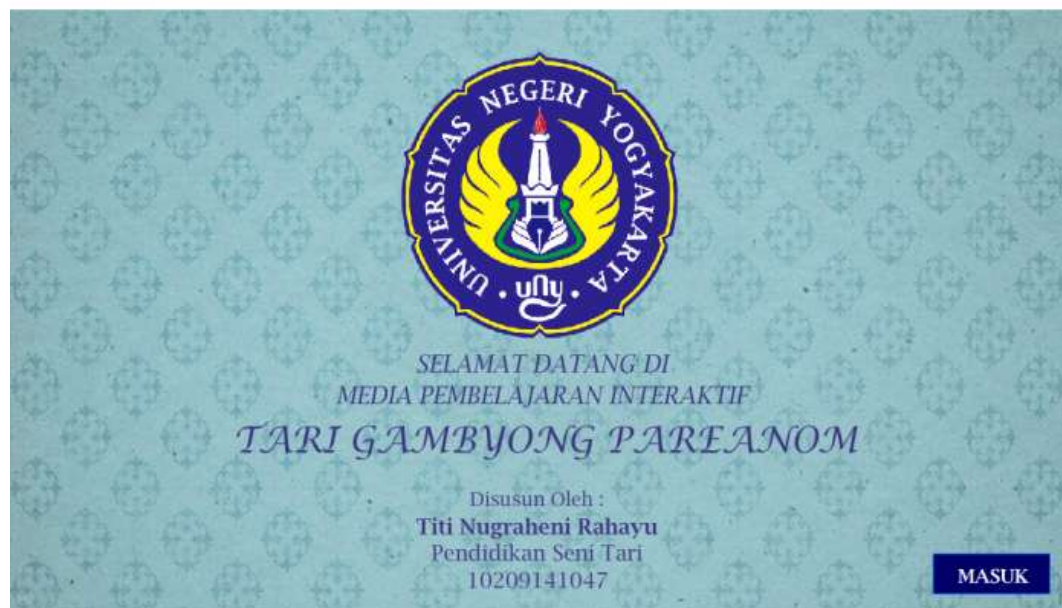 UNIVERSITAS NEGERI YOGYAKARTA
uny
SELAMAT DATANG DI
MEDIA PEMBELAJARAN INTERAKTIF
TARI GAMBYONG PAREANOM
Disusun Oleh :
Titi Nugraheni Rahayu
Pendidikan Seni Tari
10209141047
MASUK